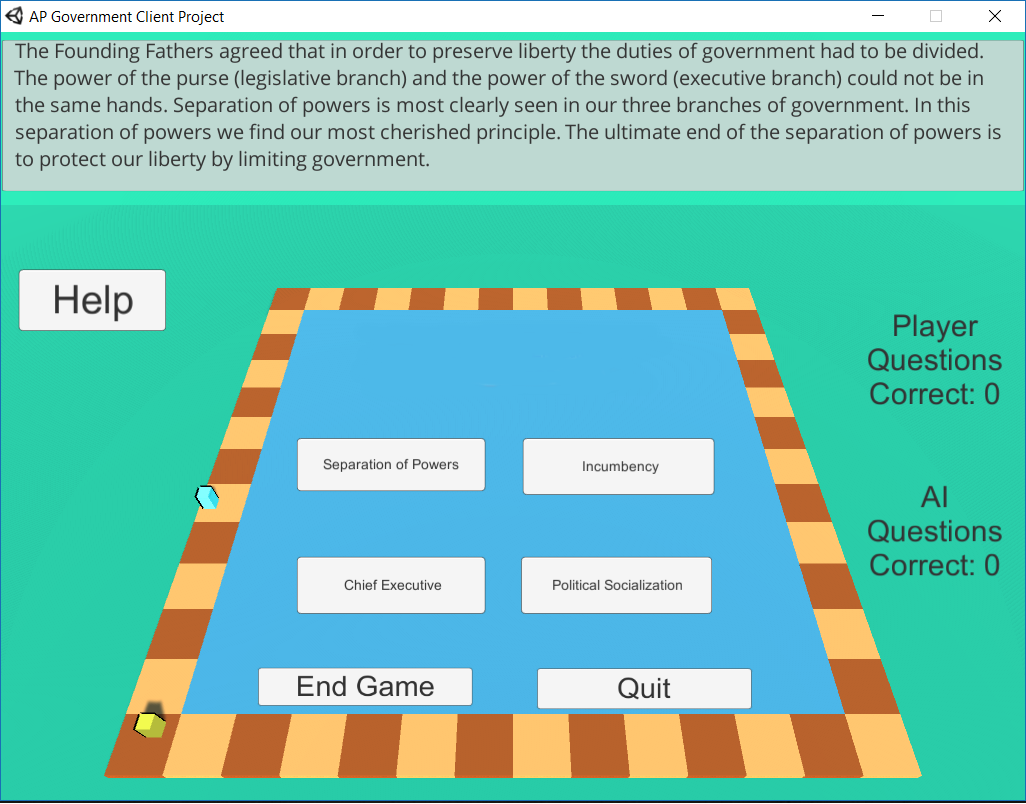 AP Government Client Project
The Founding Fathers agreed that in order to preserve liberty the duties of government had to be divided.
The power of the purse (legislative branch) and the power of the sword (executive branch) could not be in
the same hands. Separation of powers is most clearly seen in our three branches of government. In this
separation of powers we find our most cherished principle. The ultimate end of the separation of powers is
to protect our liberty by limiting government.
Help
Player
Questions
Correct: 0
Separation of Powers
Incumbency
AI
Questions
Correct: 0
Chief Executive
Political Socialization
End Game
Quit